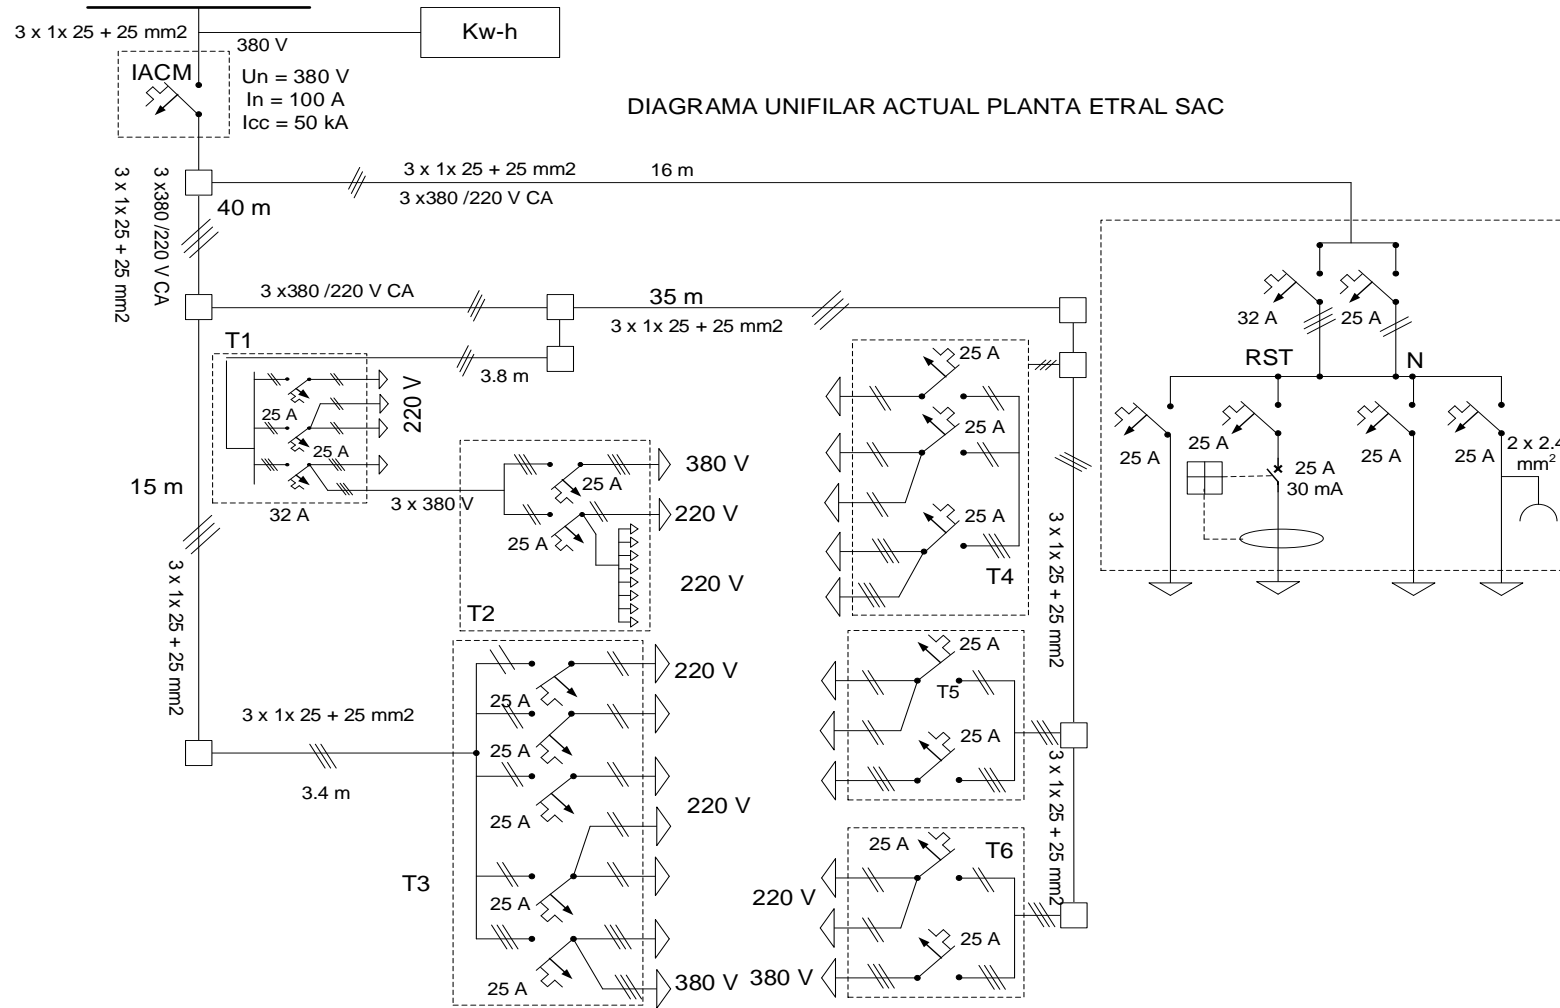 3 x 1x 25 + 25 mm2
380 V
Kw-h
IACM
Un = 380 V
In = 100 A
Icc = 50 kA
DIAGRAMA UNIFILAR ACTUAL PLANTA ETRAL SAC
3 x 1x 25 + 25 mm2
16 m
3 x380 /220 V CA
3 x380 /220 V CA
3 x 1x 25 + 25 mm2
40 m
3 x380 /220 V CA
35 m
3 x 1x 25 + 25 mm2
32 A
25 A
RST
N
T1
3.8 m
25 A
25 A
32 A
220 V
15 m
3 x 1x 25 + 25 mm2
3 x 380 V
25 A
25 A
380 V
220 V
220 V
T2
25 A
25 A
25 A
T4
3 x 1x 25 + 25 mm2
25 A
25 A
25 A
30 mA
25 A
25 A
2 x 2.4
mm2
3 x 1x 25 + 25 mm2
3.4 m
T3
25 A
25 A
25 A
25 A
25 A
220 V
220 V
380 V
25 A
T5
25 A
3 x 1x 25 + 25 mm2
25 A
T6
25 A
220 V
380 V